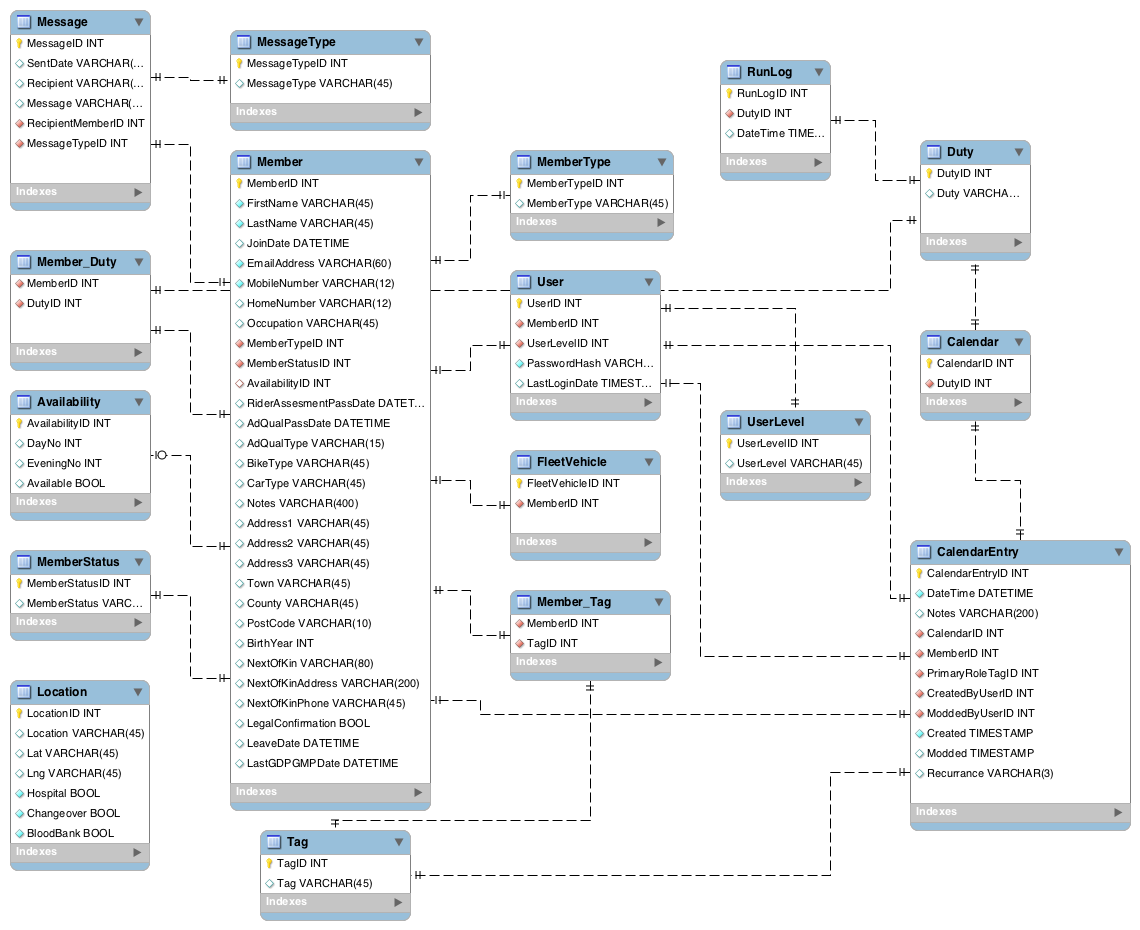 Message
MessageID INT
SentDate VARCHAR(...
Recipient VARCHAR(...
Message VARCHAR(...
RecipientMemberID INT
MessageTypeID INT
Indexes
MessageType
MessageTypeID INT
MessageType VARCHAR(45)
Indexes
Member_Duty
MemberID INT
DutyID INT
Indexes
Availability
AvailabilityID INT
DayNo INT
EveningNo INT
Available BOOL
Indexes
MemberStatus
MemberStatusID INT
MemberStatus VARC...
Indexes
Location
LocationID INT
Location VARCHAR(45)
Lat VARCHAR(45)
Lng VARCHAR(45)
Hospital BOOL
Changeover BOOL
BloodBank BOOL
Indexes
Member
MemberID INT
FirstName VARCHAR(45)
LastName VARCHAR(45)
JoinDate DATETIME
EmailAddress VARCHAR(60)
MobileNumber VARCHAR(12)
HomeNumber VARCHAR(12)
Occupation VARCHAR(45)
MemberTypeID INT
MemberStatusID INT
AvailabilityID INT
RiderAssesmentPassDate DATET...
AdQualPassDate DATETIME
AdQualType VARCHAR(15)
BikeType VARCHAR(45)
CarType VARCHAR(45)
Notes VARCHAR(400)
Address1 VARCHAR(45)
Address2 VARCHAR(45)
Address3 VARCHAR(45)
Town VARCHAR(45)
County VARCHAR(45)
PostCode VARCHAR(10)
BirthYear INT
NextOfKin VARCHAR(80)
NextOfKinAddress VARCHAR(200)
NextOfKinPhone VARCHAR(45)
LegalConfirmation BOOL
LeaveDate DATETIME
LastGDPGMPDate DATETIME
Indexes
Tag
TagID INT
Tag VARCHAR(45)
Indexes
MemberType
MemberTypeID INT
MemberType VARCHAR(45)
Indexes
User
UserID INT
MemberID INT
UserLevelID INT
PasswordHash VARCH...
LastLoginDate TIMEST...
Indexes
FleetVehicle
FleetVehicleID INT
MemberID INT
Indexes
Member_Tag
MemberID INT
TagID INT
Indexes
RunLog
RunLogID INT
DutyID INT
DateTime TIME...
Indexes
UserLevel
UserLevelID INT
UserLevel VARCHAR(45)
Indexes
Duty
DutyID INT
Duty VARCHA...
Indexes
Calendar
CalendarID INT
DutyID INT
Indexes
CalendarEntry
CalendarEntryID INT
DateTime DATETIME
Notes VARCHAR(200)
CalendarID INT
MemberID INT
PrimaryRoleTagID INT
CreatedByUserID INT
ModdedByUserID INT
Created TIMESTAMP
Modded TIMESTAMP
Recurrance VARCHAR(3)
Indexes